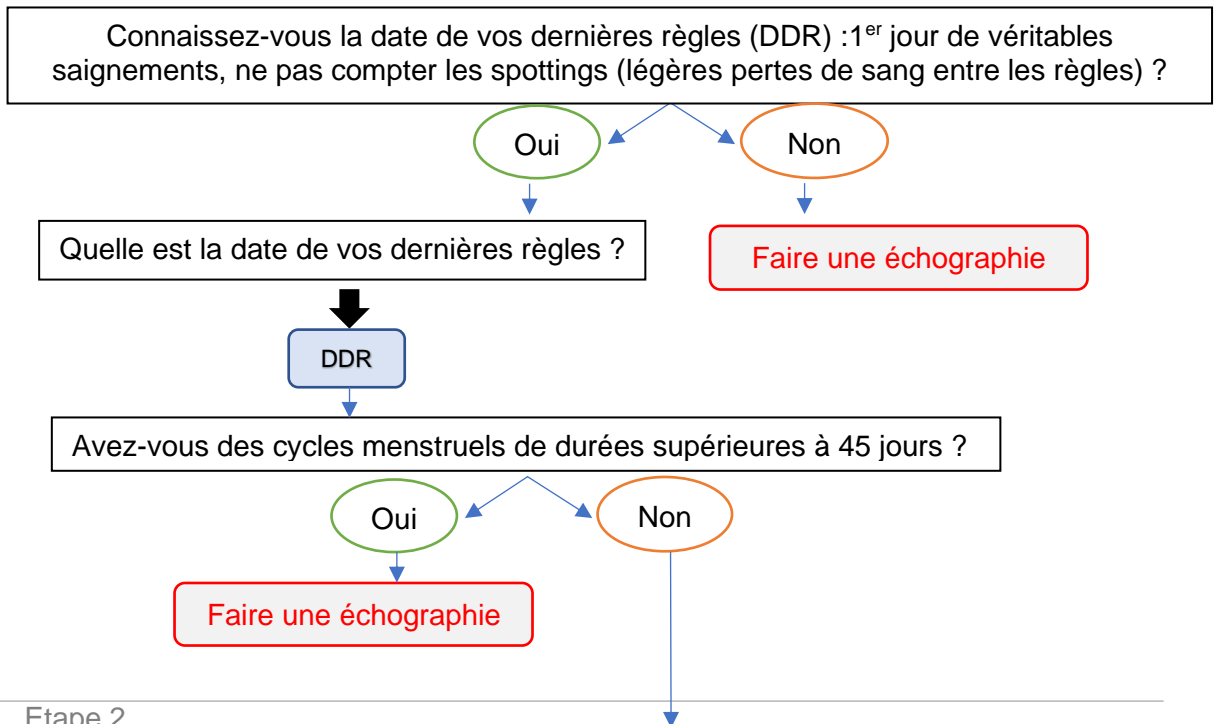 Connaissez-vous la date de vos dernières règles (DDR) :1er jour de véritables
saignements, ne pas compter les spottings (légères pertes de sang entre les règles) ?
Oui
Non
Quelle est la date de vos dernières règles ?
Faire une échographie
DDR
Avez-vous des cycles menstruels de durées supérieures à 45 jours ?
Oui
Non
Faire une échographie
Etape 2